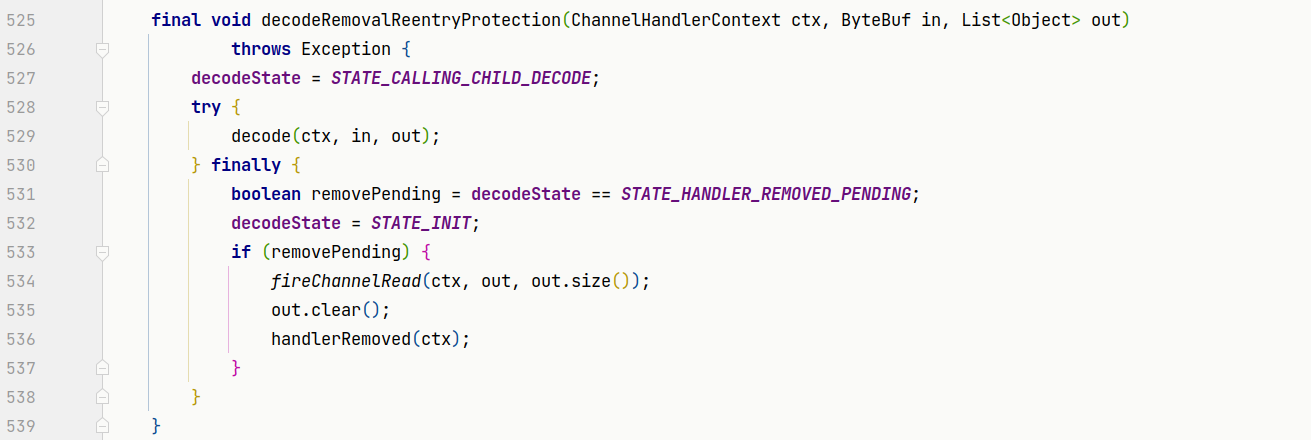 525 final void decodeRemovalReentryProtection(ChannelHandlerContext ctx, ByteBuf in, List<Object> out)
526 throws Exception {
527 decodeState = STATE_CALLING_CHILD_DECODE;
528 try {
529 decode(ctx, in, out);
530 } finally {
531 boolean removePending = decodeState == STATE_HANDLER_REMOVED_PENDING;
532 decodeState = STATE_INIT;
533 if (removePending) {
534 fireChannelRead(ctx, out, out.size());
535 out.clear();
536 handlerRemoved(ctx);
537 }
538 }
539 }